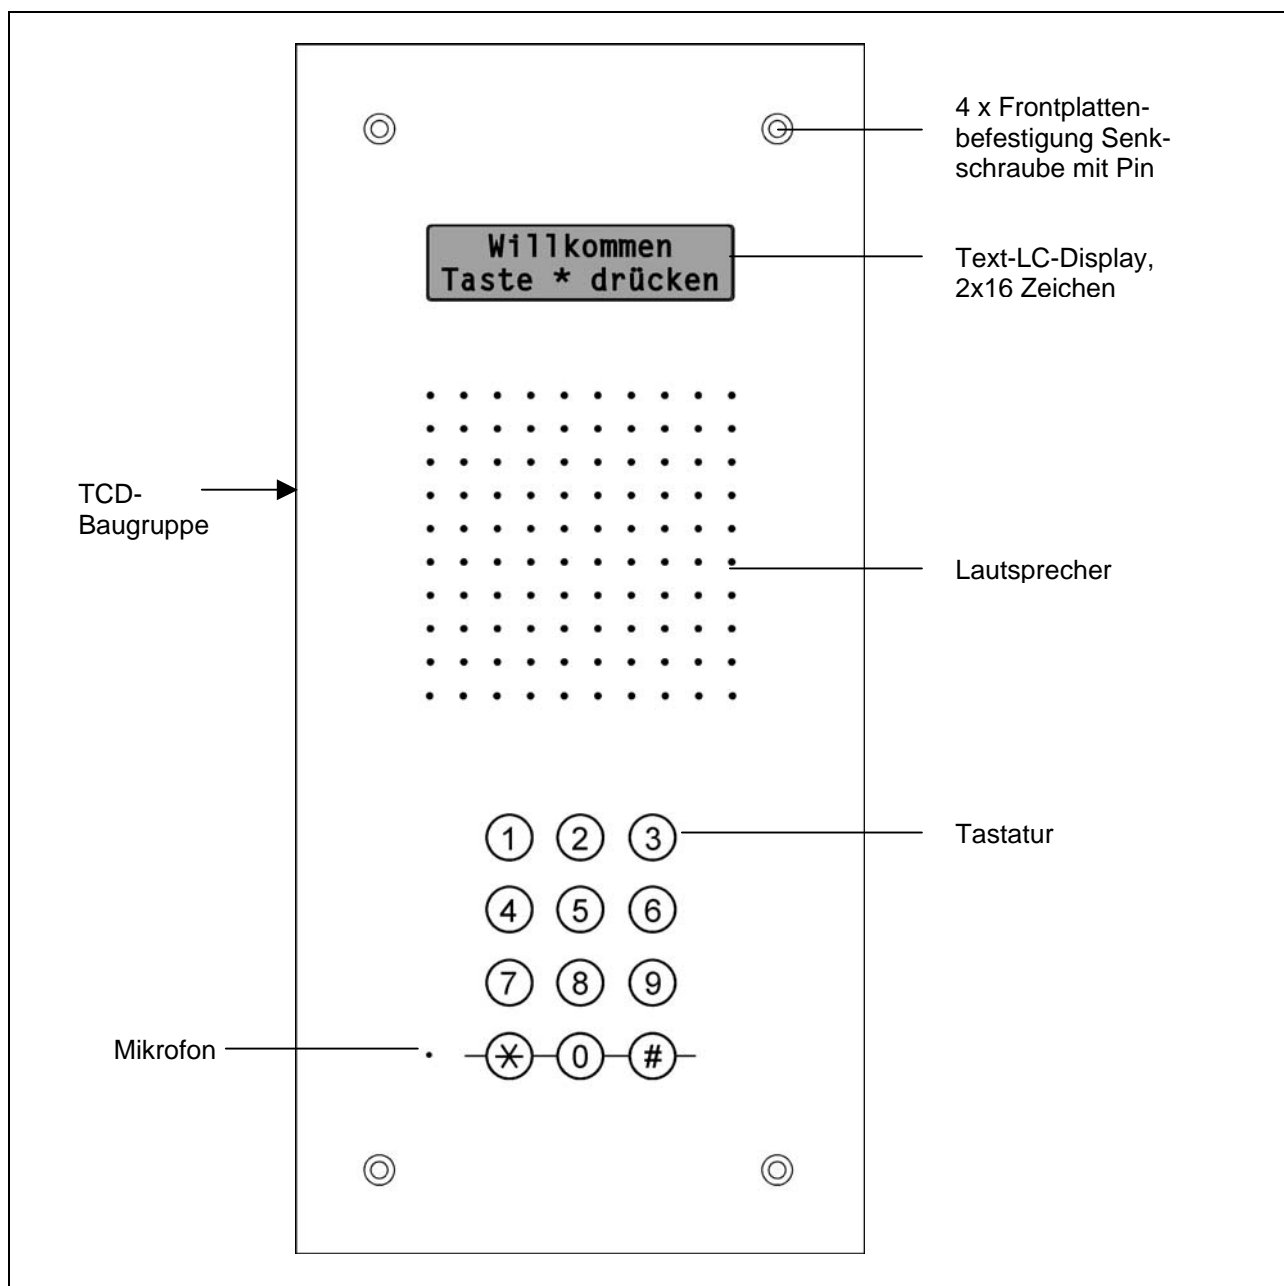 4 x Frontplatten-
befestigung Senk-
schraube mit Pin
Willkommen
Taste * drücken
Text-LC-Display,
2x16 Zeichen
TCD-
Baugruppe
Lautsprecher
1 2 3
Tastatur
4 5 6
7 8 9
Mikrofon
* 0 #